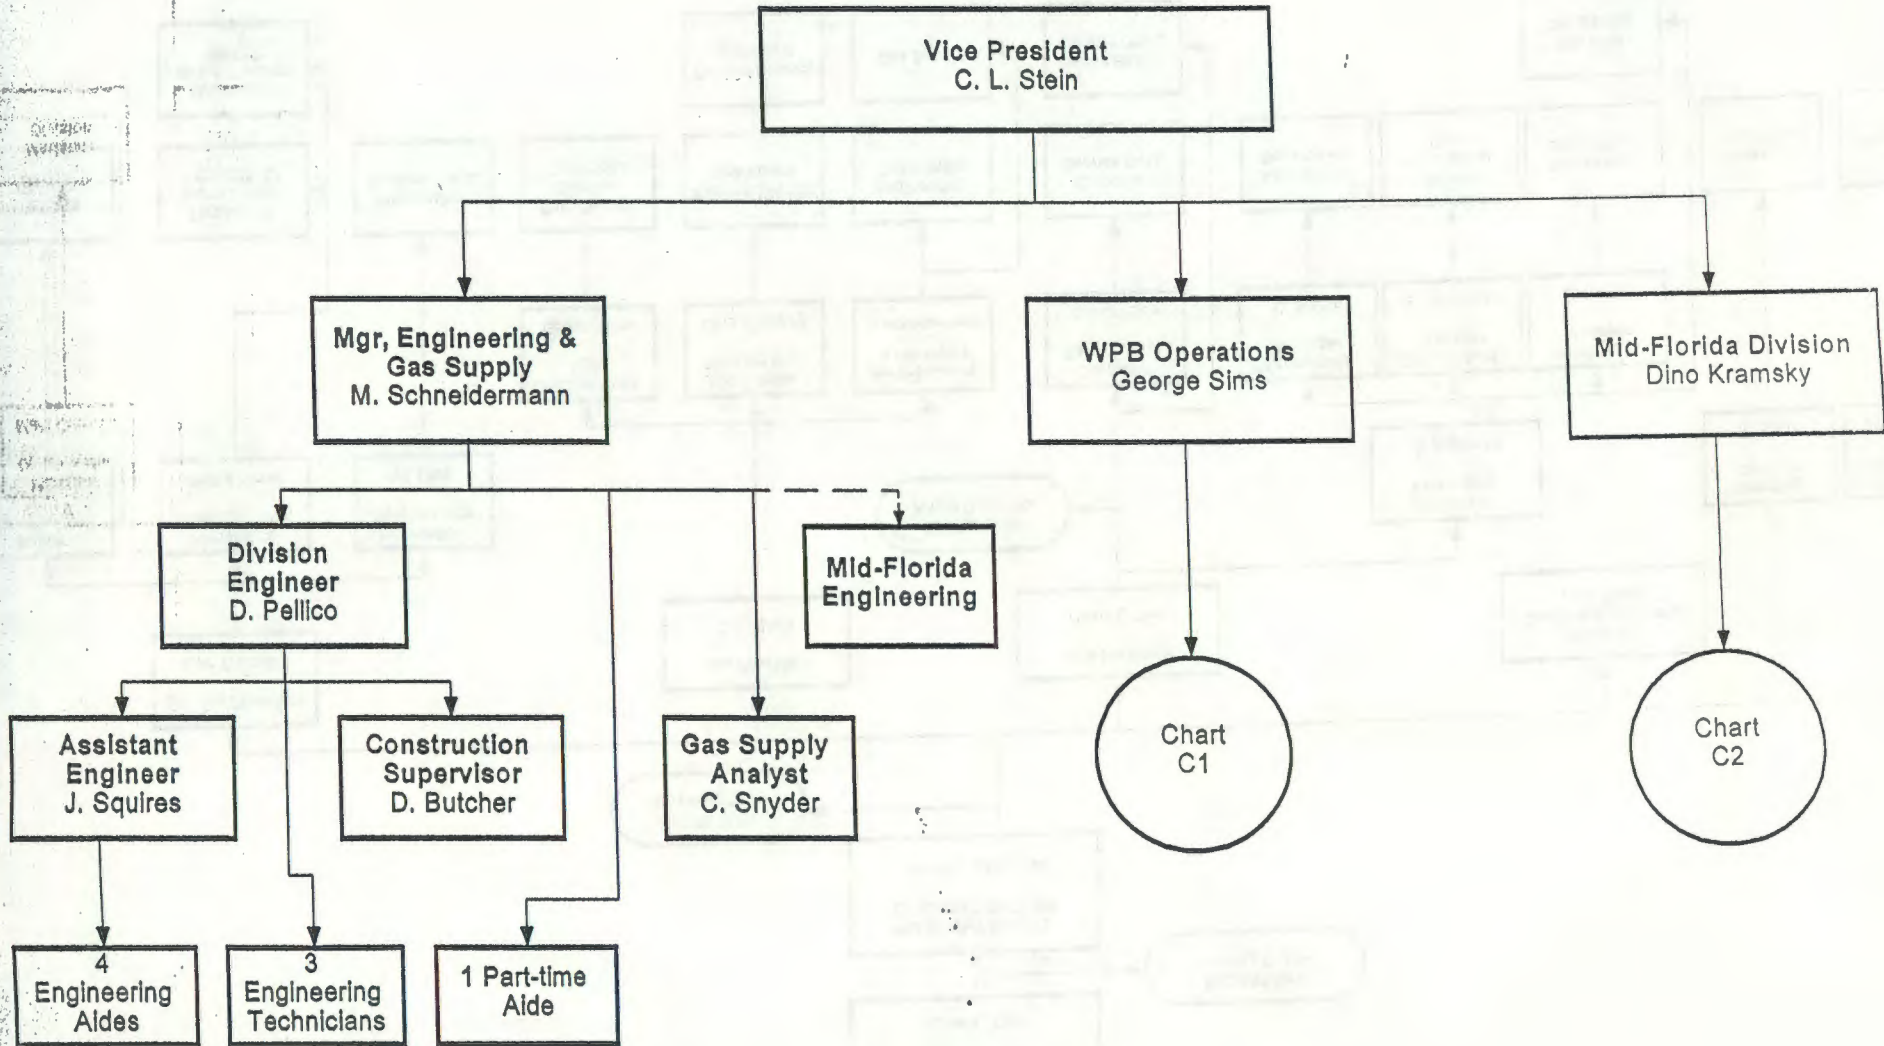 Vice President
C. L. Stein
Mgr, Engineering &
Gas Supply
M. Schneidermann
WPB Operations
George Sims
Mid-Florida Division
Dino Kramsky
Division
Engineer
D. Pellico
Mid-Florida
Engineering
Assistant
Engineer
J. Squires
Construction
Supervisor
D. Butcher
Gas Supply
Analyst
C. Snyder
Chart
C1
Chart
C2
4
Engineering
Aides
3
Engineering
Technicians
1 Part-time
Aide